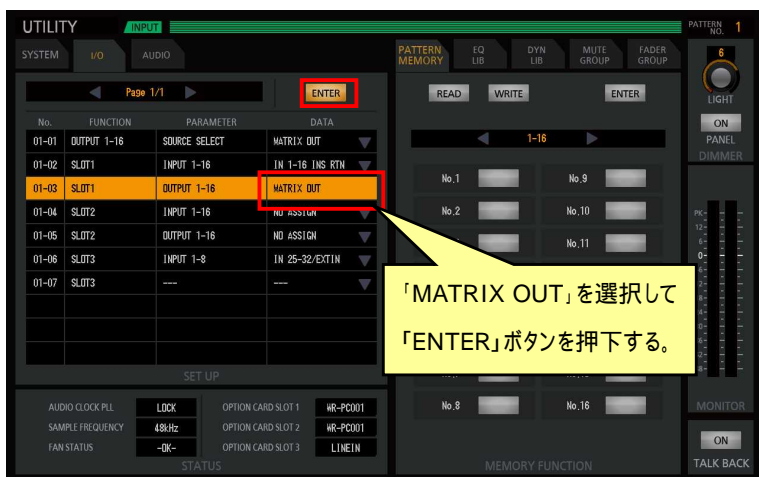 UTILITY INPUT PATTERN NO. 1
SYSTEM I/O AUDIO
PATTERN MEMORY EQ LIB DYN LIB MUTE GROUP FADER GROUP
Page 1/1 ENTER
No. FUNCTION PARAMETER DATA
01-01 OUTPUT 1-16 SOURCE SELECT MATRIX OUT
01-02 SLOT1 INPUT 1-16 IN 1-16 INS RTN
01-03 SLOT1 OUTPUT 1-16 MATRIX OUT
01-04 SLOT2 INPUT 1-16 NO ASSIGN
01-05 SLOT2 OUTPUT 1-16 NO ASSIGN
01-06 SLOT3 INPUT 1-8 IN 25-32/EXTIN
01-07 SLOT3 --- ---
SET UP
AUDIO CLOCK PLL LOCK OPTION CARD SLOT 1 WR-PC001
SAMPLE FREQUENCY 48kHz OPTION CARD SLOT 2 WR-PC001
FAN STATUS -OK- OPTION CARD SLOT 3 LINEIN
STATUS
READ WRITE ENTER
1-16
No.1 No.9
No.2 No.10
No.11
「MATRIX OUT」を選択して
「ENTER」ボタンを押下する。
No.8 No.16
MEMORY FUNCTION
6
LIGHT
ON
PANEL
DIMMER
PK-
12-
6-
0-
MONITOR
ON
TALK BACK